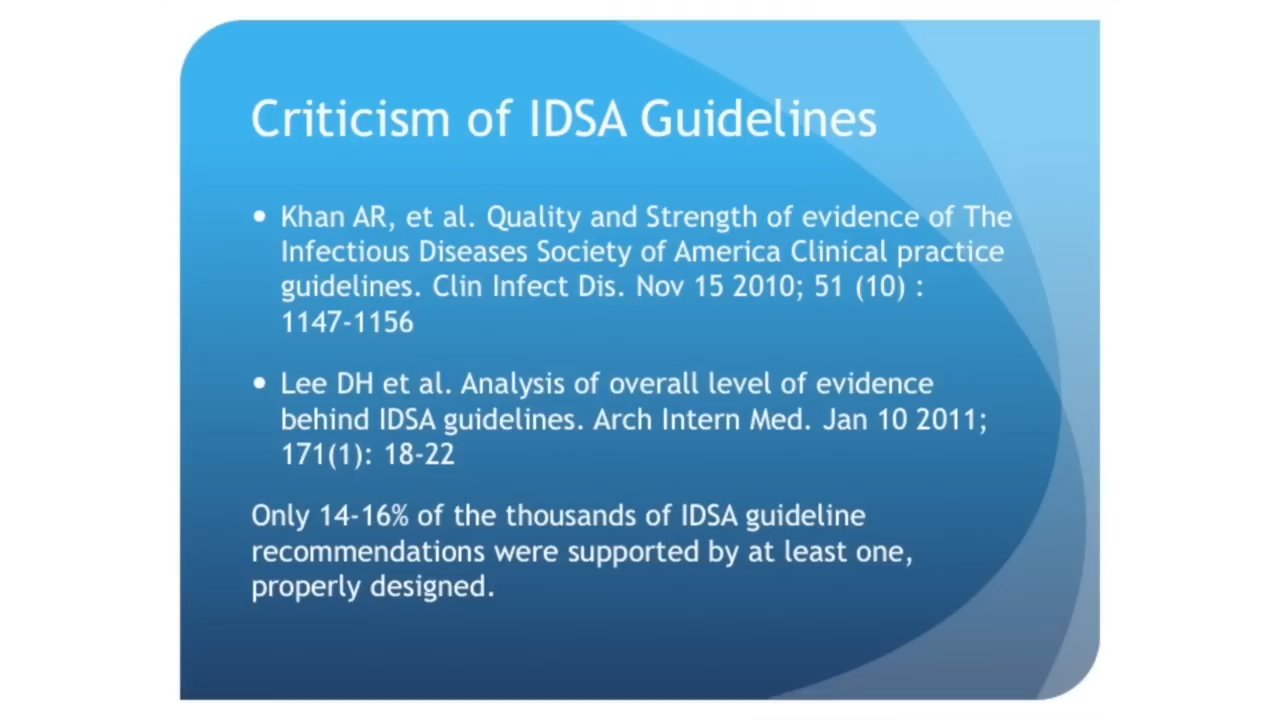 Criticism of IDSA Guidelines
• Khan AR, et al. Quality and Strength of evidence of The
Infectious Diseases Society of America Clinical practice
guidelines. Clin Infect Dis. Nov 15 2010; 51 (10) :
1147-1156
• Lee DH et al. Analysis of overall level of evidence
behind IDSA guidelines. Arch Intern Med. Jan 10 2011;
171(1): 18-22
Only 14-16% of the thousands of IDSA guideline
recommendations were supported by at least one,
properly designed.